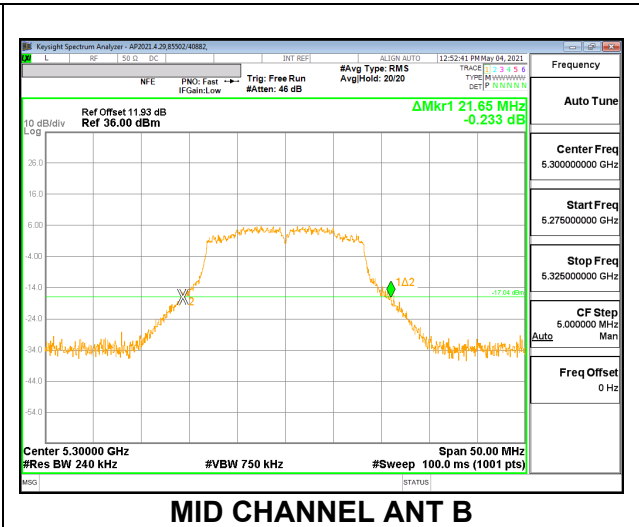 Keysight Spectrum Analyzer - AP2021.4.29,85502/40882,
L RF 50 Ω DC INT REF ALIGN AUTO 12:52:41 PM May 04, 2021
NFE PNO: Fast Trig: Free Run #Avg Type: RMS TRACE 1 2 3 4 5 6
IFGain:Low #Atten: 46 dB Avg|Hold: 20/20 TYPE M WWWWW
DET P N N N N N
Frequency
Auto Tune
Center Freq
5.300000000 GHz
Start Freq
5.275000000 GHz
Stop Freq
5.325000000 GHz
CF Step
5.000000 MHz
Auto Man
Freq Offset
0 Hz
ΔMkr1 21.65 MHz
-0.233 dB
Ref Offset 11.93 dB
10 dB/div Ref 36.00 dBm
Log
26.0
16.0
6.00
-4.00
-14.0
-24.0
-34.0
-44.0
-54.0
1Δ2
2
-17.04 dBm
Center 5.30000 GHz Span 50.00 MHz
#Res BW 240 kHz #VBW 750 kHz #Sweep 100.0 ms (1001 pts)
MSG STATUS
MID CHANNEL ANT B